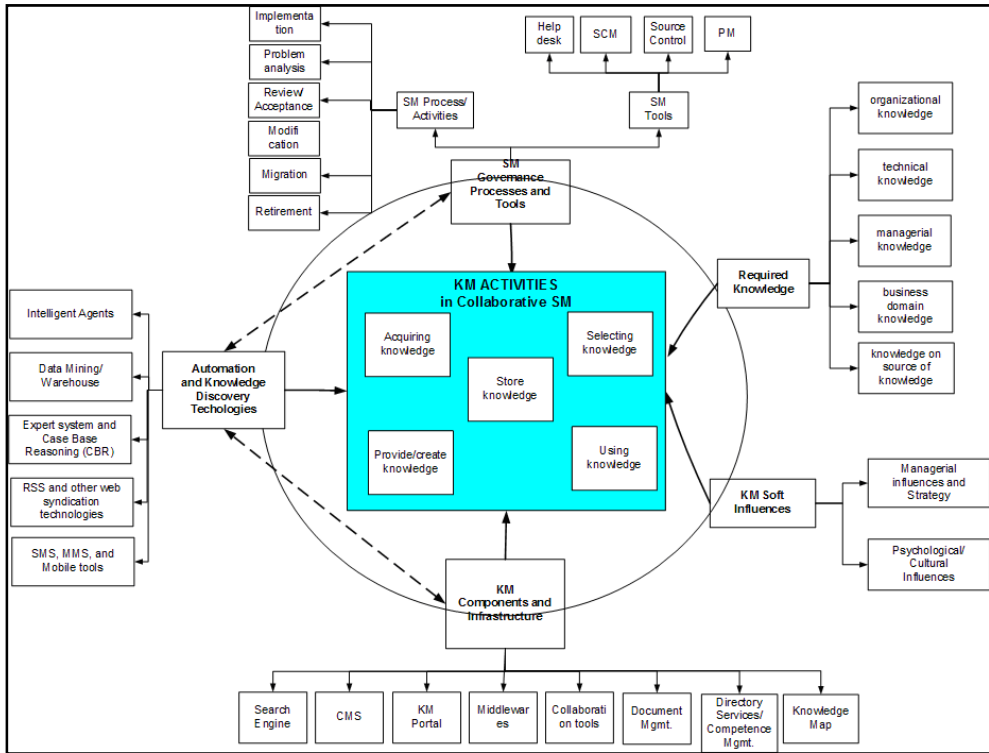 Implementa
tion
Problem
analysis
Review/
Acceptance
Modifi
cation
Migration
Retirement
SM Process/
Activities
Help
desk
SCM
Source
Control
PM
SM
Tools
SM
Governance
Processes and
Tools
organizational
knowledge
technical
knowledge
managerial
knowledge
business
domain
knowledge
knowledge on
source of
knowledge
Required
Knowledge
KM ACTIVITIES
in Collaborative SM
Acquiring
knowledge
Selecting
knowledge
Store
knowledge
Provide/create
knowledge
Using
knowledge
Intelligent Agents
Data Mining/
Warehouse
Expert system and
Case Base
Reasoning (CBR)
RSS and other web
syndication
technologies
SMS, MMS, and
Mobile tools
Automation
and Knowledge
Discovery
Techologies
KM Soft
Influences
Managerial
influences and
Strategy
Psychological/
Cultural
Influences
KM
Components and
Infrastructure
Search
Engine
CMS
KM
Portal
Middlewar
es
Collaborati
on tools
Document
Mgmt.
Directory
Services/
Competence
Mgmt.
Knowledge
Map